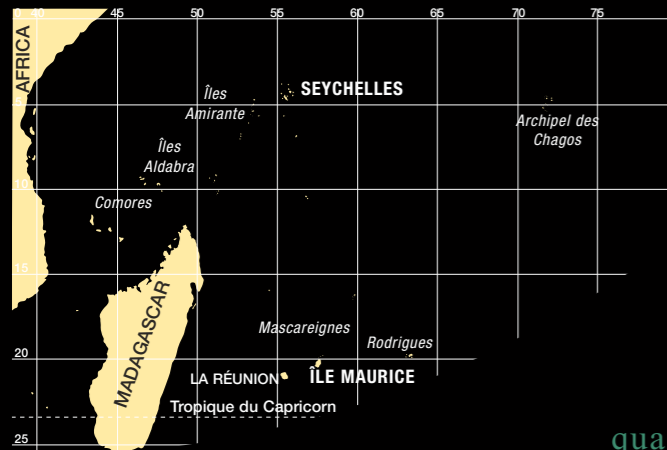 0 40 45 50 55 60 65 70 75
AFRICA
Îles
Amirante
SEYCHELLES
5
Archipel des
Chagos
Îles
Aldabra
10
Comores
15
MADAGASCAR
Mascareignes
Rodrigues
20
LA RÉUNION
ÎLE MAURICE
Tropique du Capricorn
25
qua